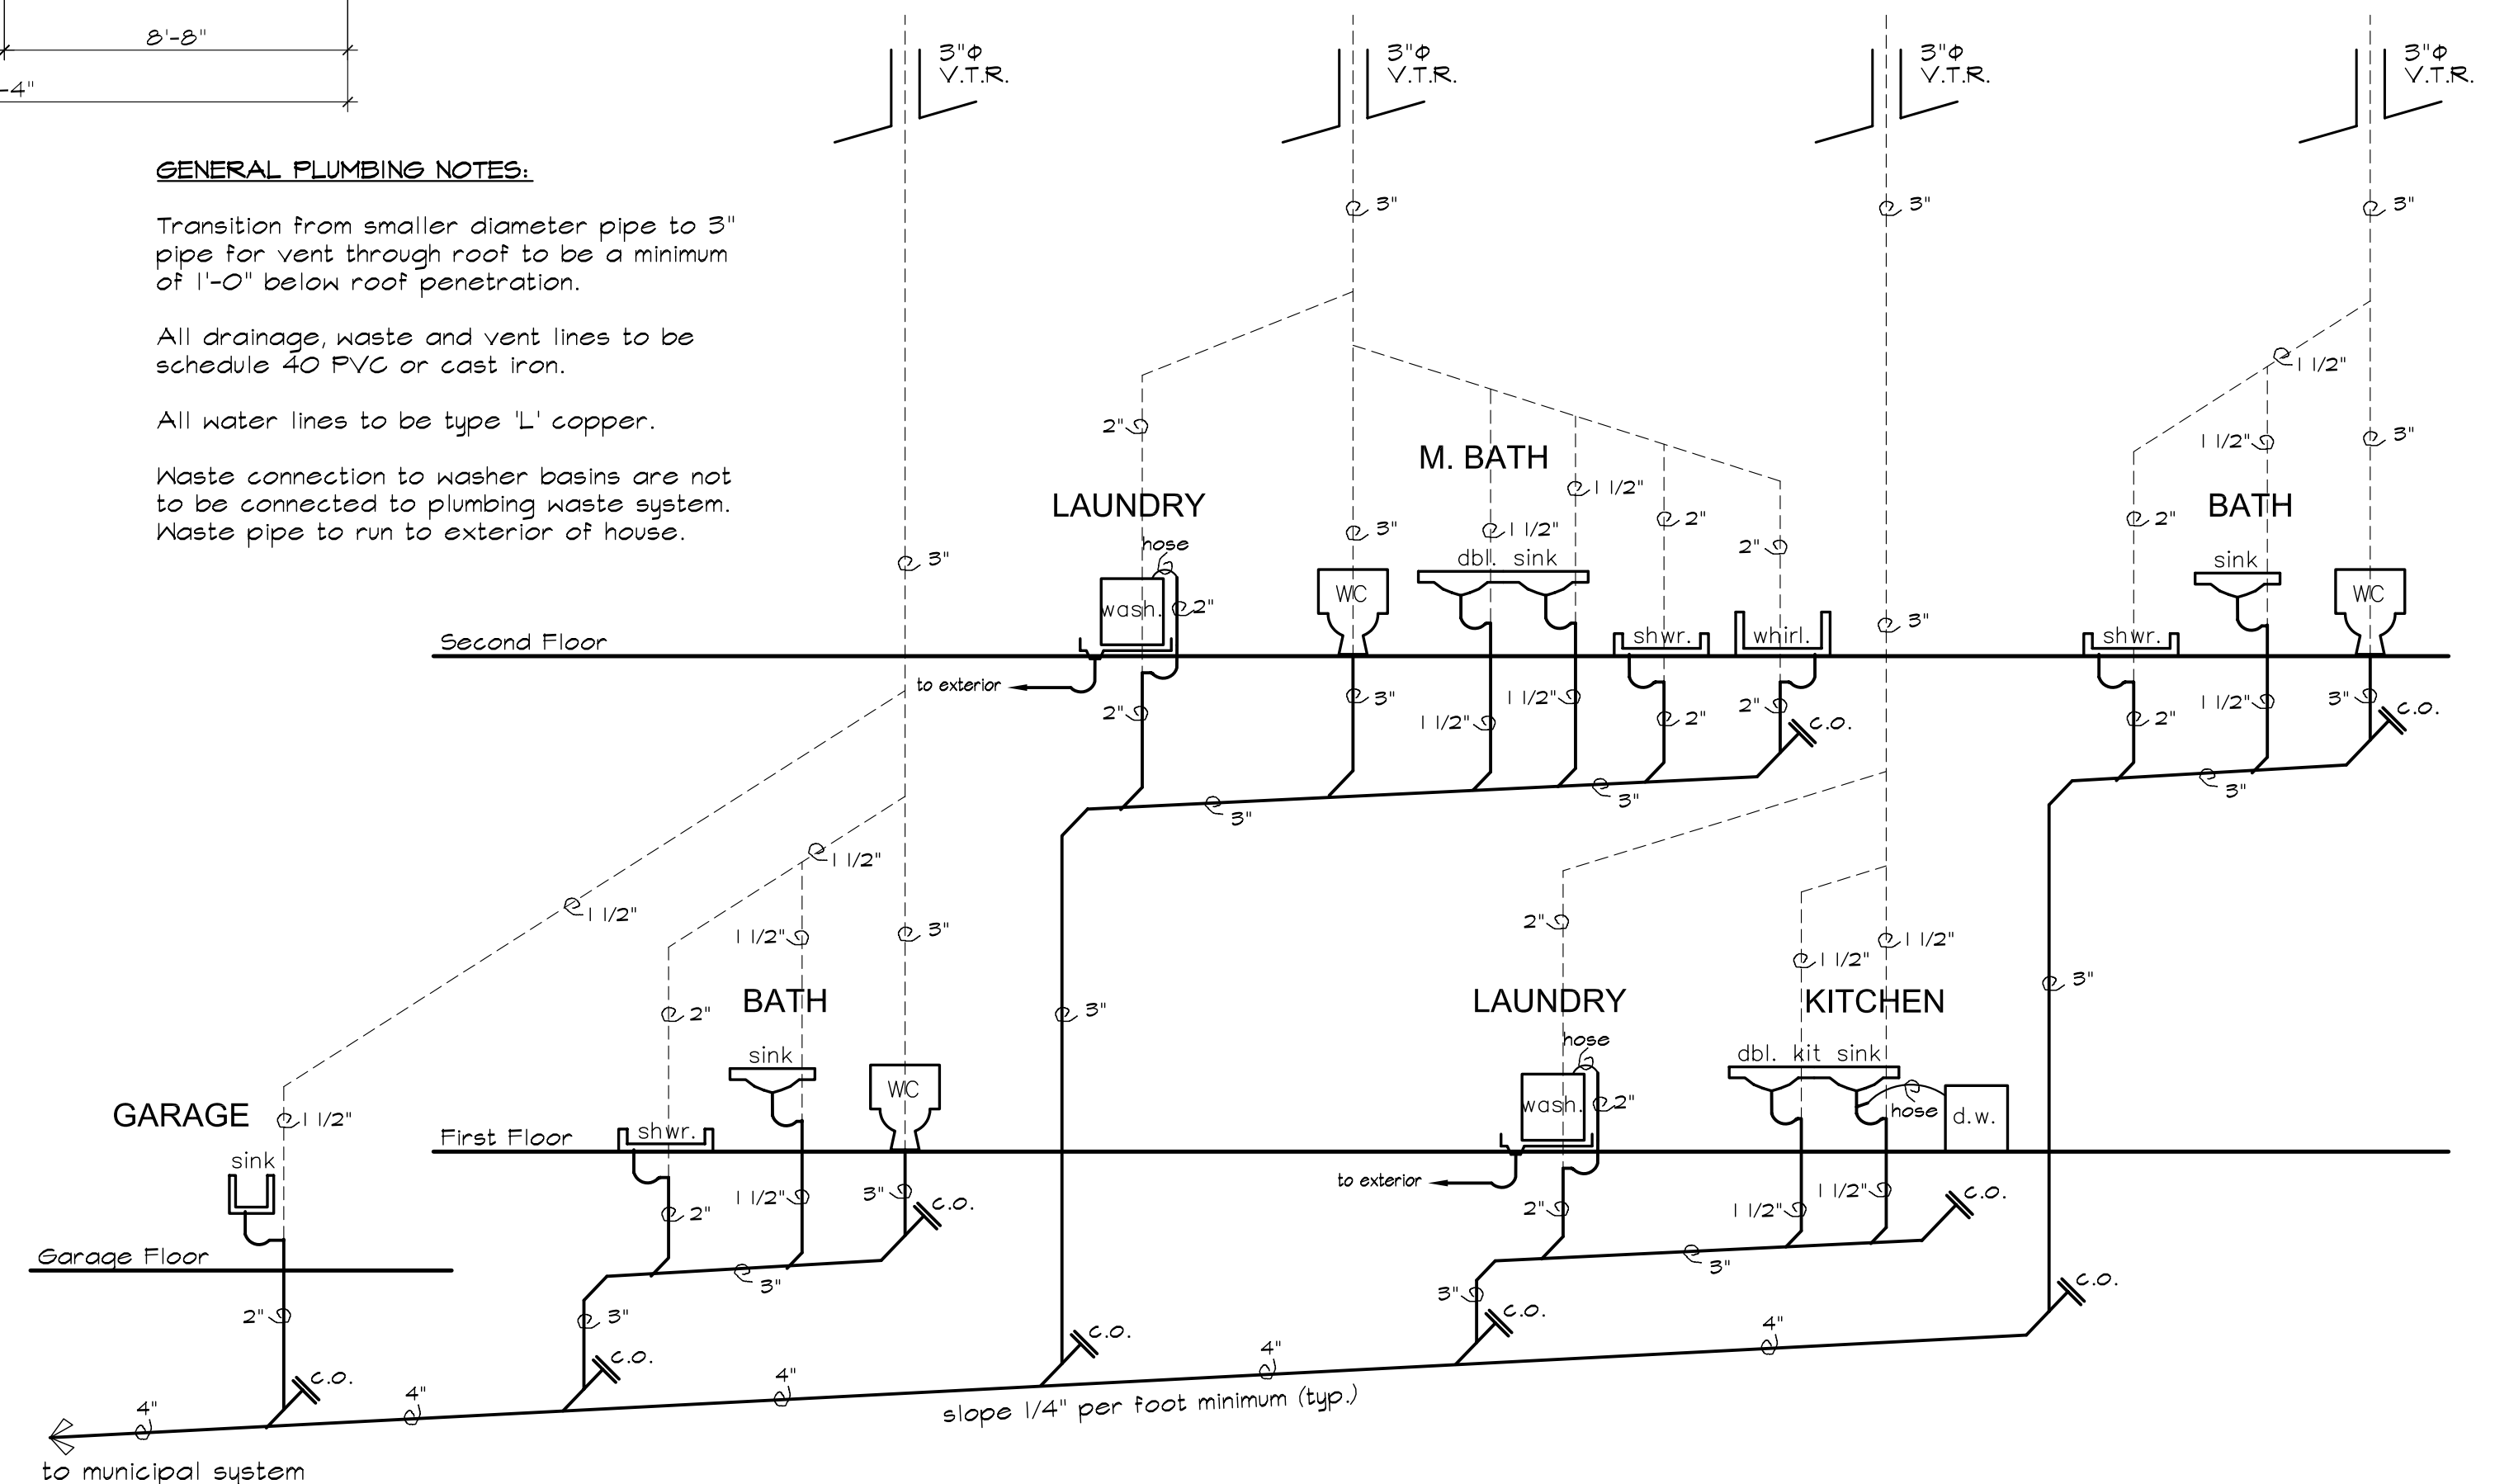 8'-8"
-4"
3"Φ
V.T.R.
3"Φ
V.T.R.
3"Φ
V.T.R.
3"Φ
V.T.R.
GENERAL PLUMBING NOTES:
Transition from smaller diameter pipe to 3"
pipe for vent through roof to be a minimum
of 1'-0" below roof penetration.
All drainage, waste and vent lines to be
schedule 40 PVC or cast iron.
All water lines to be type 'L' copper.
Waste connection to washer basins are not
to be connected to plumbing waste system.
Waste pipe to run to exterior of house.
3"
3"
3"
1 1/2"
2"
1 1/2"
3"
M. BATH
1 1/2"
LAUNDRY
BATH
2"
2"
3"
1 1/2"
2"
hose
3"
dbl. sink
sink
WC
WC
wash.
2"
3"
shwr.
whirl.
shwr.
Second Floor
to exterior
3"
1 1/2"
2"
1 1/2"
3"
c.o.
2"
1 1/2"
2"
2"
c.o.
3"
3"
3"
1 1/2"
1 1/2"
2"
1 1/2"
3"
1 1/2"
1 1/2"
3"
2"
BATH
3"
LAUNDRY
KITCHEN
hose
sink
dbl. kit sink
WC
wash.
2"
hose
d.w.
GARAGE
1 1/2"
shwr.
First Floor
sink
to exterior
2"
1 1/2"
3"
c.o.
2"
1 1/2"
1 1/2"
c.o.
Garage Floor
3"
3"
c.o.
2"
3"
3"
c.o.
c.o.
c.o.
c.o.
4"
4"
4"
4"
4"
slope 1/4" per foot minimum (typ.)
to municipal system